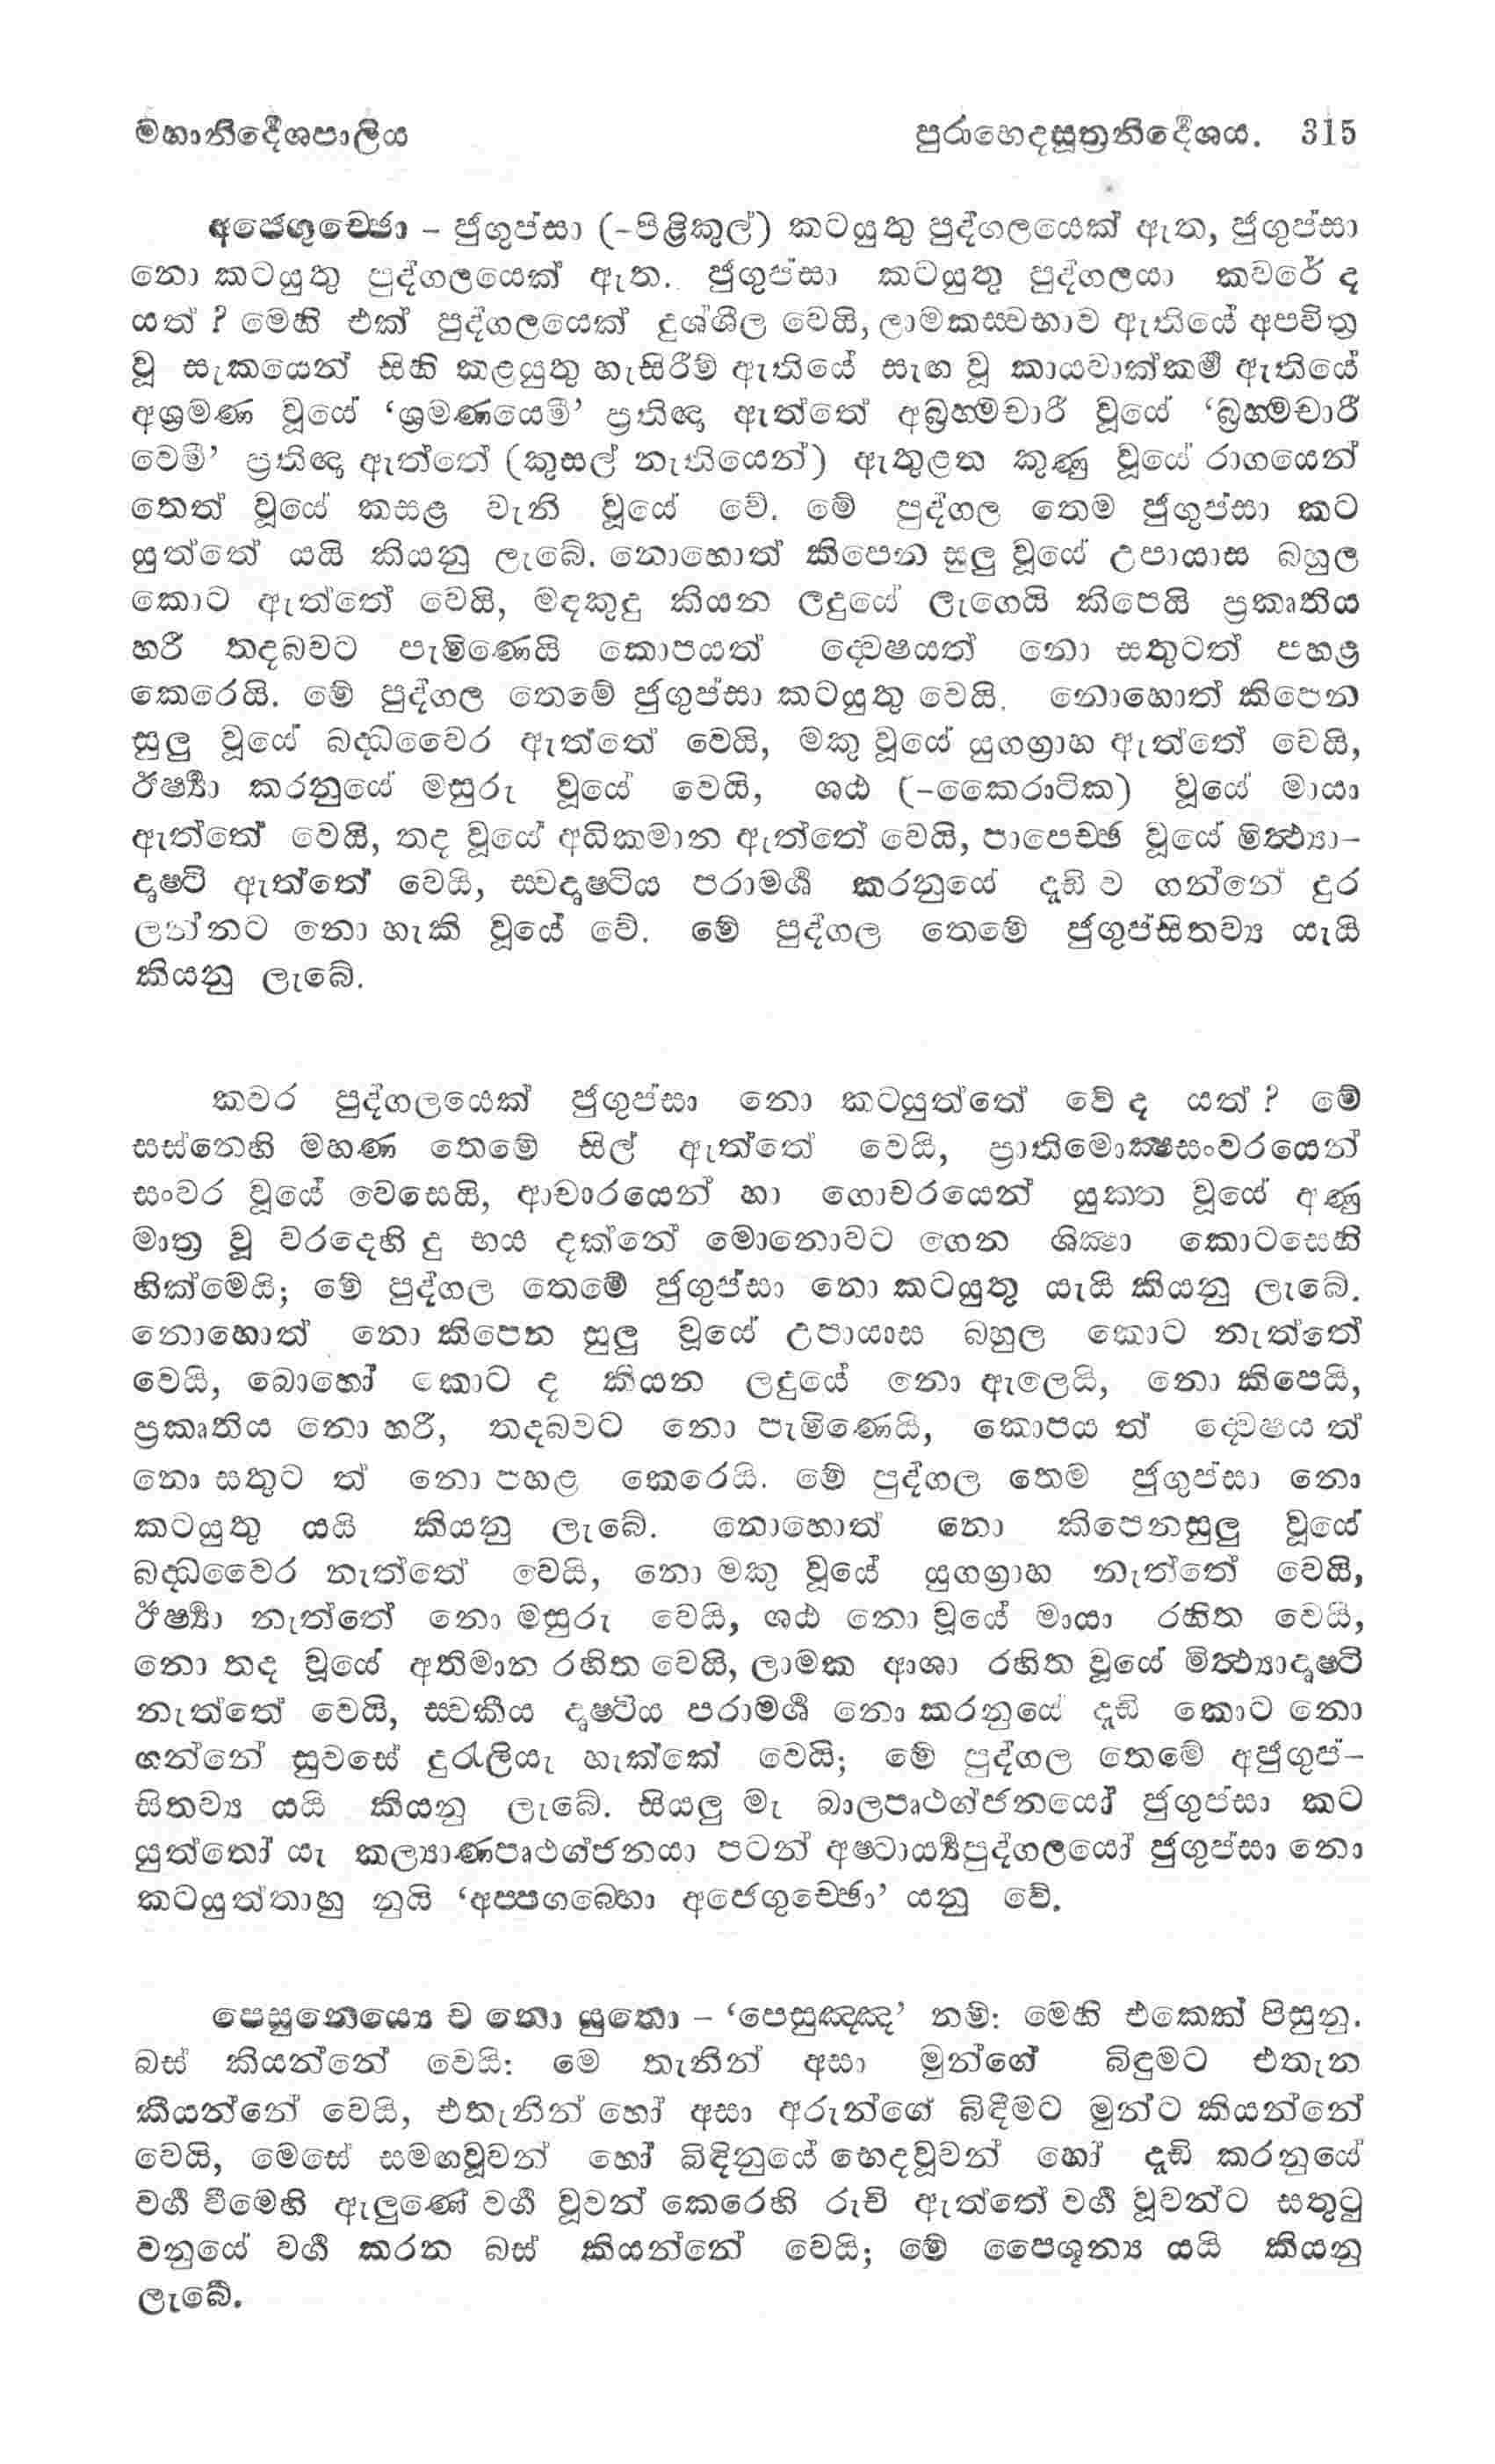 මහානිර්දේශපාලිය පුරාභෙදසූත්‍රනිර්දේශය. 315
අජෙගුච්ඡො – ජුගුප්සා (-පිළිකුල්) කටයුතු පුද්ගලයෙක් ඇත, ජුගුප්සා
නො කටයුතු පුද්ගලයෙක් ඇත. ජුගුප්සා කටයුතු පුද්ගලයා කවරේ ද
යත් ? මෙහි එක් පුද්ගලයෙක් දුශ්ශීල වෙයි, ලාමකස්වභාව ඇතියේ අපවිත්‍ර
වූ සැකයෙන් සිහි කළයුතු හැසිරීම් ඇතියේ සැඟ වූ කායවාක්කර්ම ඇතියේ
අශ්‍රමණ වූයේ ‘ශ්‍රමණයෙමි’ ප්‍රතිඥා ඇත්තේ අබ්‍රහ්මචාරී වූයේ ‘බ්‍රහ්මචාරී
වෙමි’ ප්‍රතිඥා ඇත්තේ (කුසල් නැතියෙන්) ඇතුළත කුණු වූයේ රාගයෙන්
තෙත් වූයේ කසළ වැනි වූයේ වේ. මේ පුද්ගල තෙම ජුගුප්සා කට
යුත්තේ යයි කියනු ලැබේ. නොහොත් කිපෙන සුලු වූයේ උපායාස බහුල
කොට ඇත්තේ වෙයි, මඳකුදු කියන ලදුයේ ලැගෙයි කිපෙයි ප්‍රකෘතිය
හරී තදබවට පැමිණෙයි කොපයත් ද්වෙෂයත් නො සතුටත් පහළ
කෙරෙයි. මේ පුද්ගල තෙමේ ජුගුප්සා කටයුතු වෙයි. නොහොත් කිපෙන
සුලු වූයේ බද්ධවෛර ඇත්තේ වෙයි, මකු වූයේ යුගග්‍රාහ ඇත්තේ වෙයි,
ඊර්ෂ්‍යා කරනුයේ මසුරු වූයේ වෙයි, ශඨ (-කෛරාටික) වූයේ මායා
ඇත්තේ වෙයි, තද වූයේ අධිකමාන ඇත්තේ වෙයි, පාපෙච්ඡ වූයේ මිත්‍ථ්‍යා-
දෘෂ්ටි ඇත්තේ වෙයි, ස්වදෘෂ්ටිය පරාමර්ශ කරනුයේ දැඩි ව ගන්නේ දුර
ලන්නට නො හැකි වූයේ වේ. මේ පුද්ගල තෙමේ ජුගුප්සිතව්‍ය යැයි
කියනු ලැබේ.
කවර පුද්ගලයෙක් ජුගුප්සා නො කටයුත්තේ වේ ද යත් ? මේ
සස්නෙහි මහණ තෙමේ සිල් ඇත්තේ වෙයි, ප්‍රාතිමොක්ෂසංවරයෙන්
සංවර වූයේ වෙසෙයි, ආචාරයෙන් හා ගොචරයෙන් යුක්ත වූයේ අණු
මාත්‍ර වූ වරදෙහි දු භය දක්නේ මොනොවට ගෙන ශික්ෂා කොටසෙහි
හික්මෙයි; මේ පුද්ගල තෙමේ ජුගුප්සා නො කටයුතු යැයි කියනු ලැබේ.
නොහොත් නො කිපෙන සුලු වූයේ උපායාස බහුල කොට නැත්තේ
වෙයි, බොහෝ කොට ද කියන ලදුයේ නො ඇලෙයි, නො කිපෙයි,
ප්‍රකෘතිය නො හරී, තදබවට නො පැමිණෙයි, කොපය ත් ද්වෙෂය ත්
නො සතුට ත් නො පහළ කෙරෙයි. මේ පුද්ගල තෙම ජුගුප්සා නො
කටයුතු යයි කියනු ලැබේ. නොහොත් නො කිපෙනසුලු වූයේ
බද්ධවෛර නැත්තේ වෙයි, නො මකු වූයේ යුගග්‍රාහ නැත්තේ වෙයි,
ඊර්ෂ්‍යා නැත්තේ නො මසුරු වෙයි, ශඨ නො වූයේ මායා රහිත වෙයි,
නො තද වූයේ අතිමාන රහිත වෙයි, ලාමක ආශා රහිත වූයේ මිත්‍ථ්‍යාදෘෂ්ටි
නැත්තේ වෙයි, ස්වකීය දෘෂ්ටිය පරාමර්ශ නො කරනුයේ දැඩි කොට නො
ගන්නේ සුවසේ දුරැලියැ හැක්කේ වෙයි; මේ පුද්ගල තෙමේ අජුගුප්-
සිතව්‍ය යයි කියනු ලැබේ. සියලු මැ බාලපෘථග්ජනයෝ ජුගුප්සා කට
යුත්තෝ යැ කල්‍යාණපෘථග්ජනයා පටන් අෂ්ටාර්ය්‍යපුද්ගලයෝ ජුගුප්සා නො
කටයුත්තාහු නුයි ‘අප්පගබ්භො අජෙගුච්ඡො’ යනු වේ.
පෙසුනෙය්‍යෙ ච නො යුතො – ‘පෙසුඤ්ඤ’ නම්: මෙහි එකෙක් පිසුනු.
බස් කියන්නේ වෙයි: මෙ තැනින් අසා මුන්ගේ බිඳුමට එතැන
කියන්නේ වෙයි, එතැනින් හෝ අසා අරුන්ගේ බිඳීමට මුන්ට කියන්නේ
වෙයි, මෙසේ සමඟවූවන් හෝ බිඳිනුයේ භෙදවූවන් හෝ දැඩි කරනුයේ
වර්ග වීමෙහි ඇලුණේ වර්ග වූවන් කෙරෙහි රුචි ඇත්තේ වර්ග වූවන්ට සතුටු
වනුයේ වර්ග කරන බස් කියන්නේ වෙයි; මේ පෛශූන්‍ය යයි කියනු
ලැබේ.